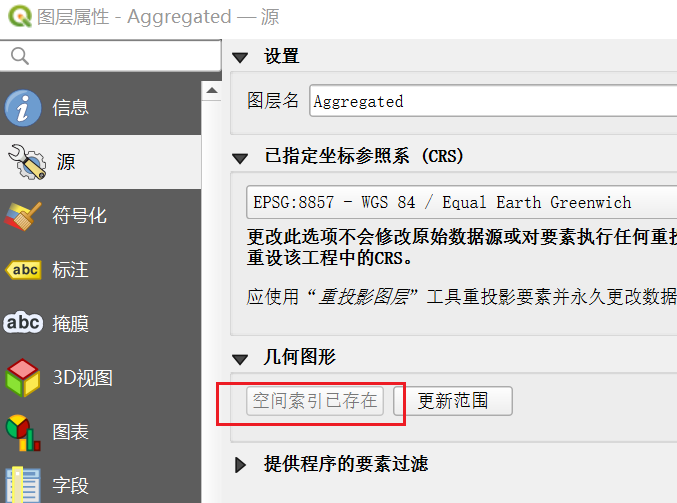 图层属性 - Aggregated — 源
信息
源
符号化
标注
掩膜
3D视图
图表
字段
设置
图层名 Aggregated
已指定坐标参照系 (CRS)
EPSG:8857 - WGS 84 / Equal Earth Greenwich
更改此选项不会修改原始数据源或对要素执行任何重投
重设该工程中的CRS。
应使用“重投影图层”工具重投影要素并永久更改数据
几何图形
空间索引已存在 更新范围
提供程序的要素过滤